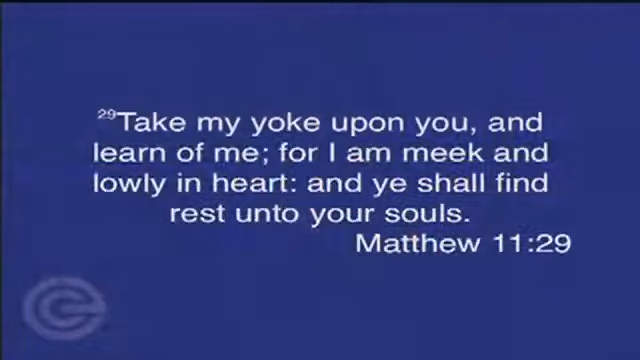 29Take my yoke upon you, and
learn of me; for I am meek and
lowly in heart: and ye shall find
rest unto your souls.
Matthew 11:29